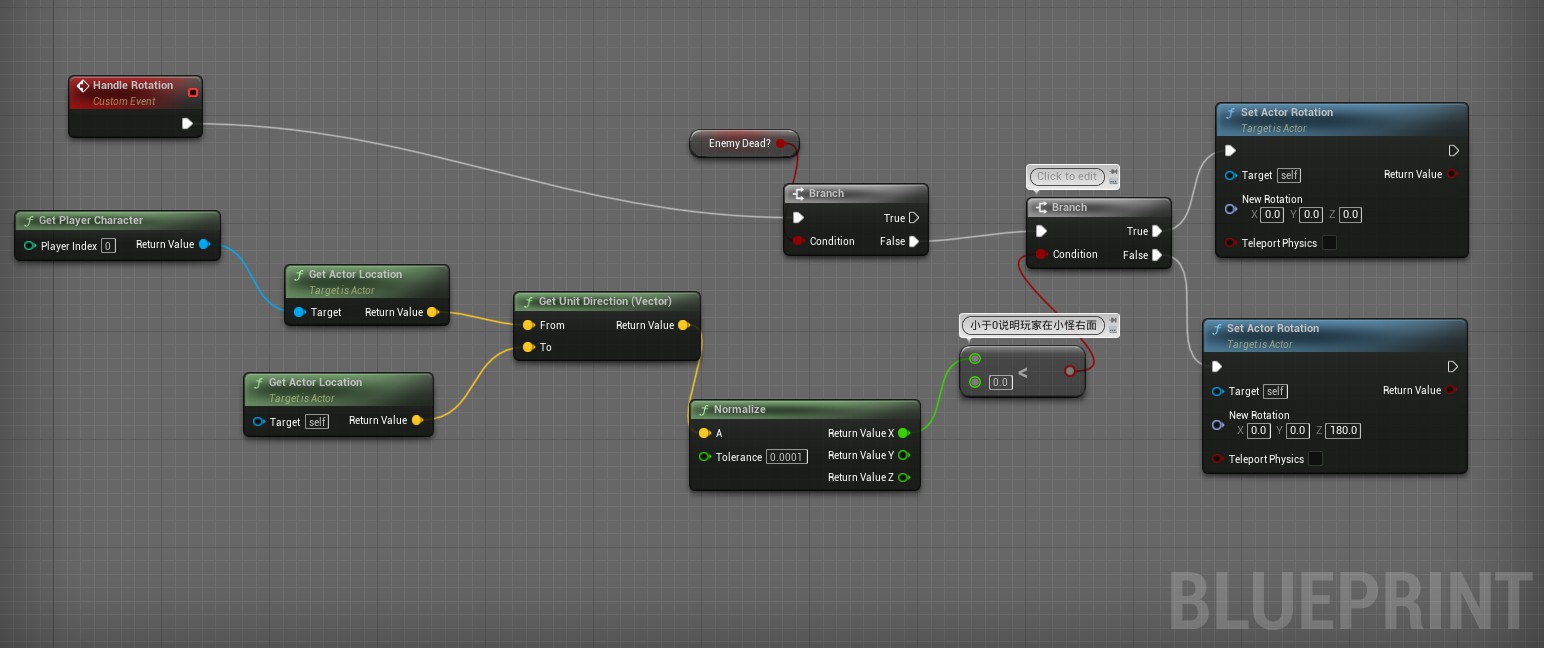 Handle Rotation
Custom Event
Get Player Character
Player Index 0 Return Value
Get Actor Location
Target is Actor
Target Return Value
Get Actor Location
Target is Actor
Target self Return Value
Get Unit Direction (Vector)
From Return Value
To
Enemy Dead?
Branch
True
Condition False
Normalize
A Return Value X
Tolerance 0.0001 Return Value Y
Return Value Z
小于0说明玩家在小怪右面
0.0 <
Click to edit
Branch
True
Condition False
Set Actor Rotation
Target is Actor
Target self Return Value
New Rotation
X 0.0 Y 0.0 Z 0.0
Teleport Physics
Set Actor Rotation
Target is Actor
Target self Return Value
New Rotation
X 0.0 Y 0.0 Z 180.0
Teleport Physics
BLUEPRINT